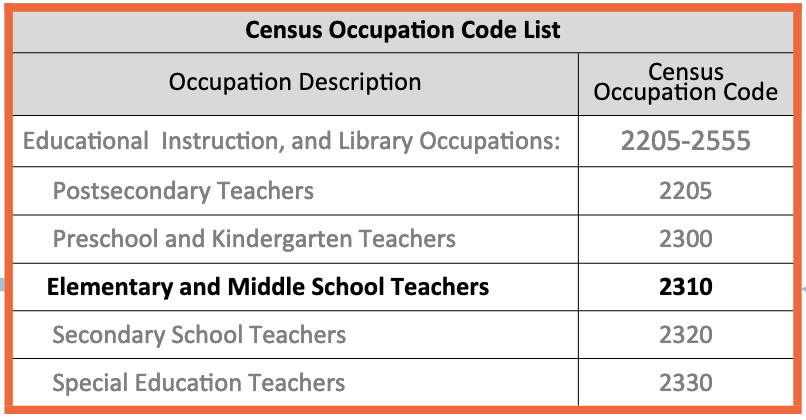 Census Occupation Code List
Occupation Description
Census
Occupation Code
Educational Instruction, and Library Occupations: 2205-2555
Postsecondary Teachers 2205
Preschool and Kindergarten Teachers 2300
Elementary and Middle School Teachers 2310
Secondary School Teachers 2320
Special Education Teachers 2330